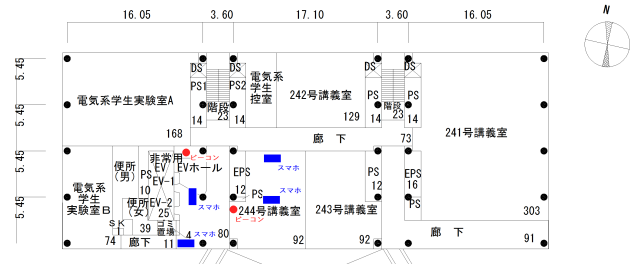 16.05
3.60
17.10
3.60
16.05
N
5.45
5.45
5.45
DS
DS
DS
DS
PS1
PS2
電気系
学生
控室
電気系学生実験室A
階段
23
14
14
242号講義室
129
PS
14
階段
23
PS
14
241号講義室
168
廊 下
73
非常用
EV
EVホール
ビーコン
便所
(男)
PS
10
EV-1
EPS
12
PS
スマホ
スマホ
PS
12
EPS
16
PS
電気系
学生
実験室B
便所
(女)
EV-2
25
スマホ
244号講義室
ビーコン
243号講義室
303
SK
1
39
ゴミ
置場
4
スマホ
80
廊 下
74
廊下
11
92
92
91